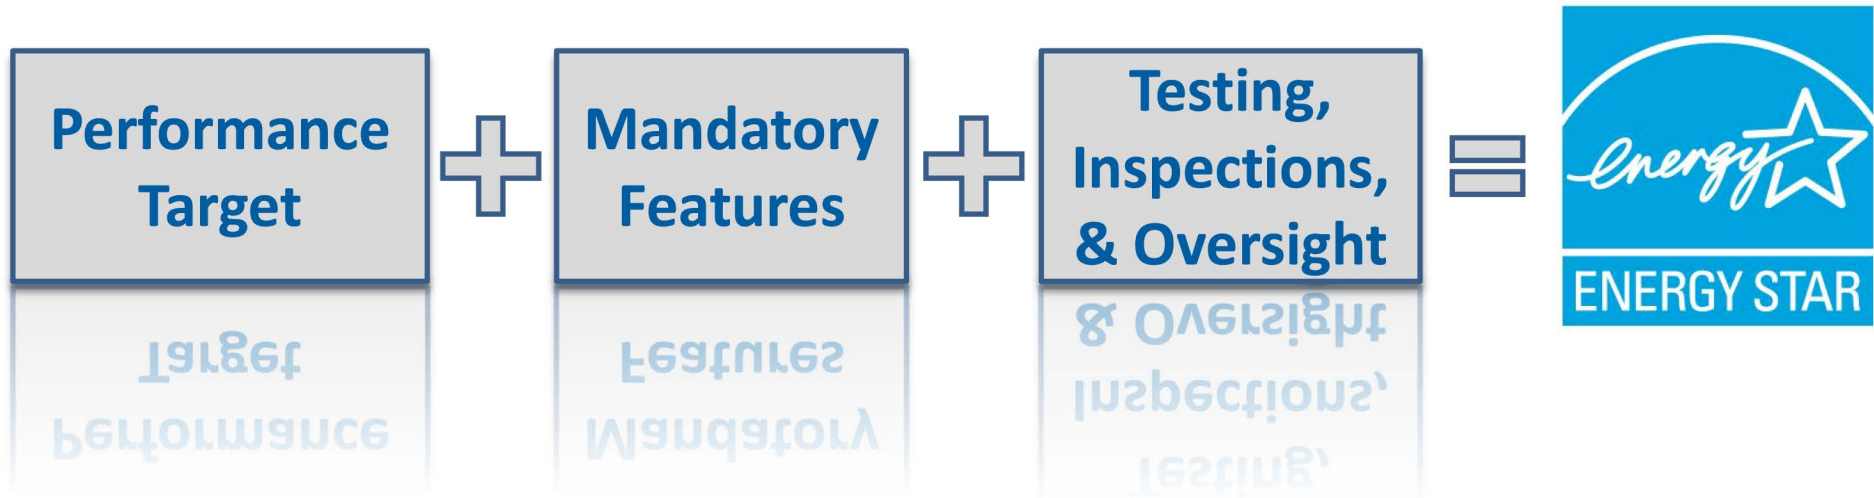 Performance
Target
Mandatory
Features
Testing,
Inspections,
& Oversight
energy
ENERGY STAR